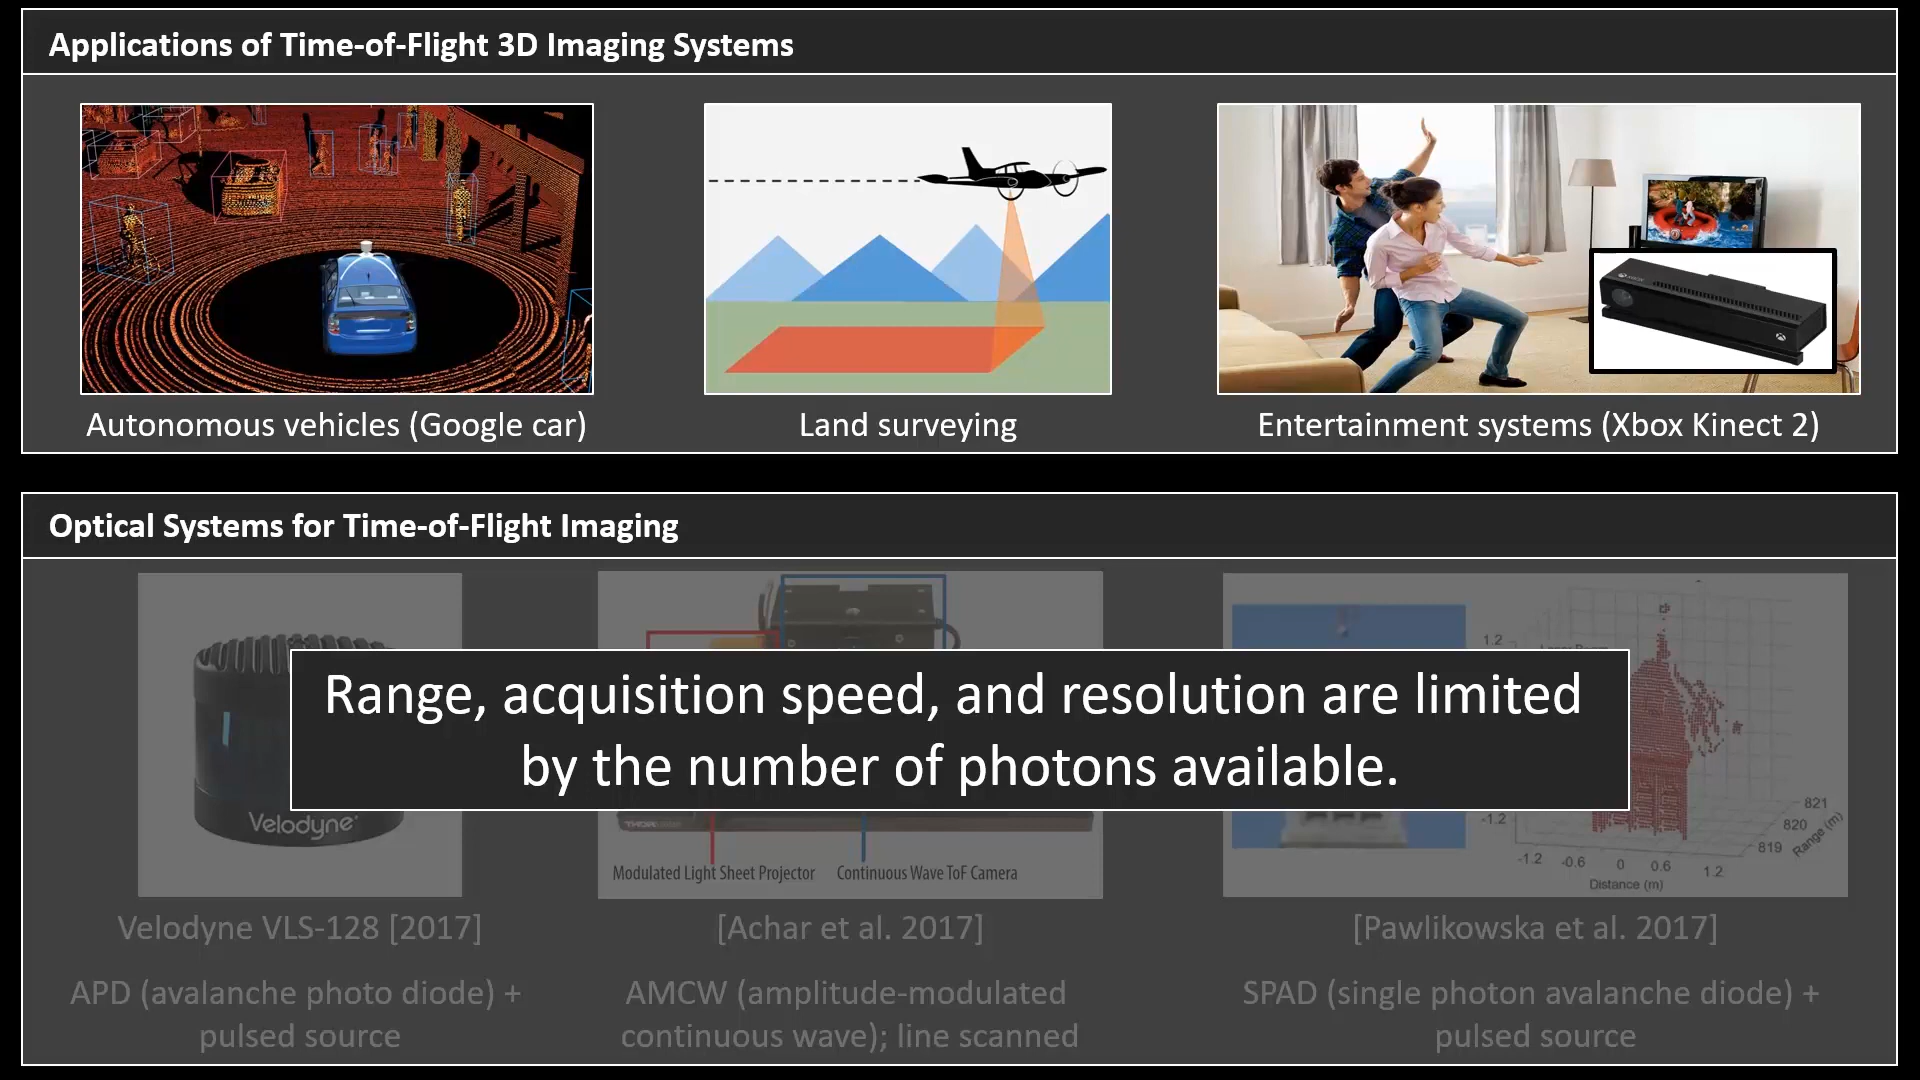 Applications of Time-of-Flight 3D Imaging Systems
Autonomous vehicles (Google car)
Land surveying
Entertainment systems (Xbox Kinect 2)
Optical Systems for Time-of-Flight Imaging
Range, acquisition speed, and resolution are limited
by the number of photons available.
Velodyne
Modulated Light Sheet Projector
Continuous Wave ToF Camera
1.2
-1.2
-1.2 -0.6 0 0.6 1.2
Distance (m)
819 820 821
Range (m)
Velodyne VLS-128 [2017]
APD (avalanche photo diode) +
pulsed source
[Achar et al. 2017]
AMCW (amplitude-modulated
continuous wave); line scanned
[Pawlikowska et al. 2017]
SPAD (single photon avalanche diode) +
pulsed source